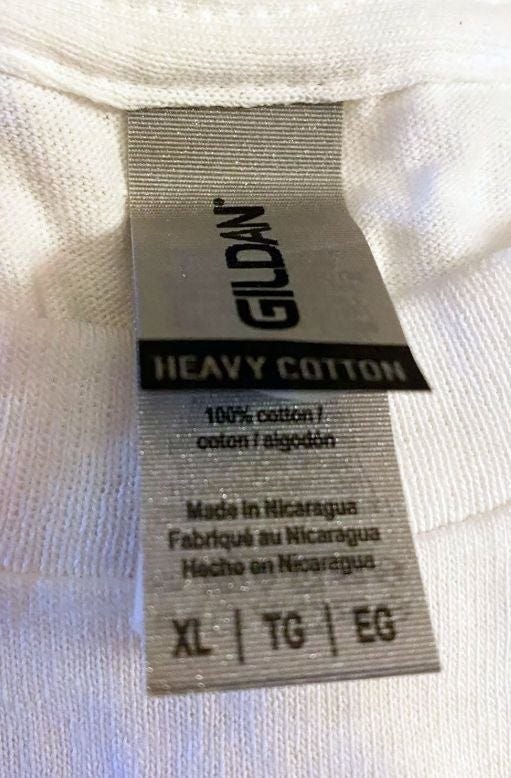 GILDAN®
HEAVY COTTON
100% cotton /
coton / algodón
Made in Nicaragua
Fabriqué au Nicaragua
Hecho en Nicaragua
XL | TG | EG